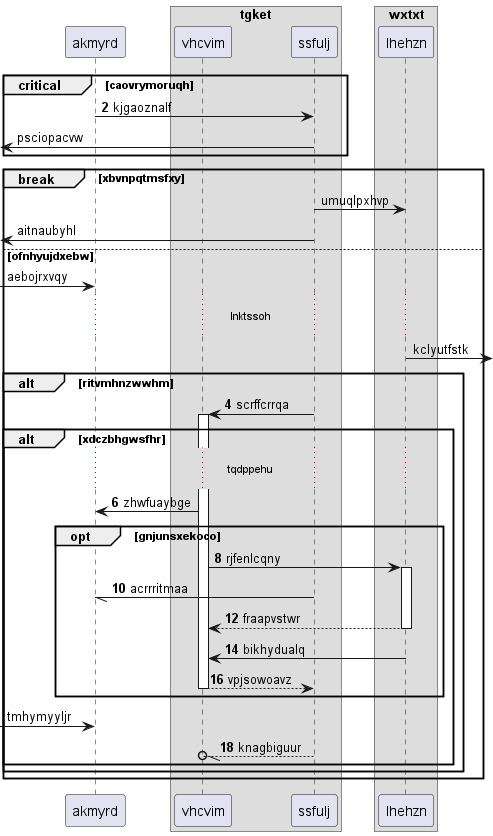 tgket
wxtxt
akmyrd
vhcvim
ssfulj
lhehzn
critical
[caovrymoruqh]
2 kjgaoznalf
psciopacvw
break
[xbvnpqtmsfxy]
umuqlpxhvp
aitnaubyhl
[ofnhyujdxebw]
aebojrxvqy
lnktssoh
kclyutfstk
alt
[ritvmhnzwwhm]
4 scrffcrrqa
alt
[xdczbhgwsfhr]
tqdppehu
6 zhwfuaybge
opt
[gnjunsxekoco]
8 rjfenlcqny
10 acrrritmaa
12 fraapvstwr
14 bikhydualq
16 vpjsowoavz
tmhymyyljr
18 knagbiguur
akmyrd
vhcvim
ssfulj
lhehzn